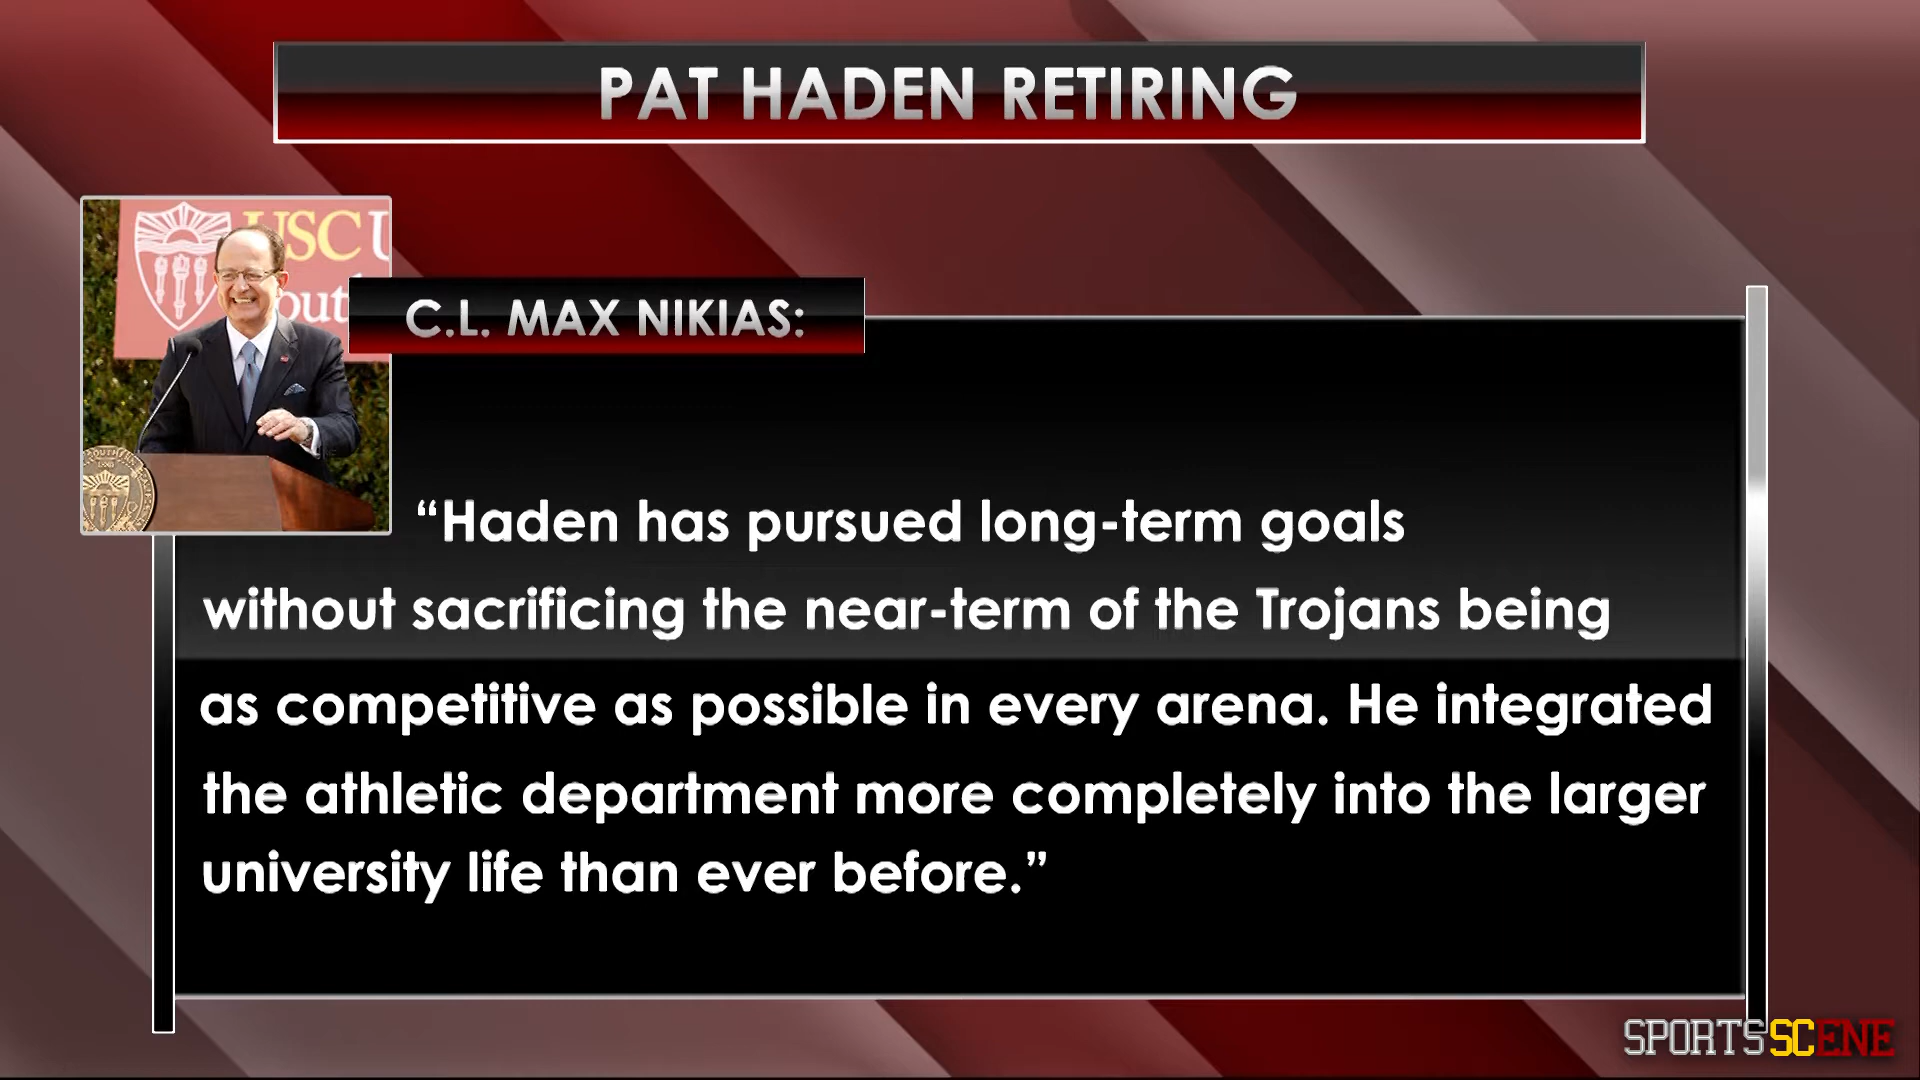 PAT HADEN RETIRING
USC U
C.L. MAX NIKIAS:
“Haden has pursued long-term goals
without sacrificing the near-term of the Trojans being
as competitive as possible in every arena. He integrated
the athletic department more completely into the larger
university life than ever before.”
SPORTSSCENE